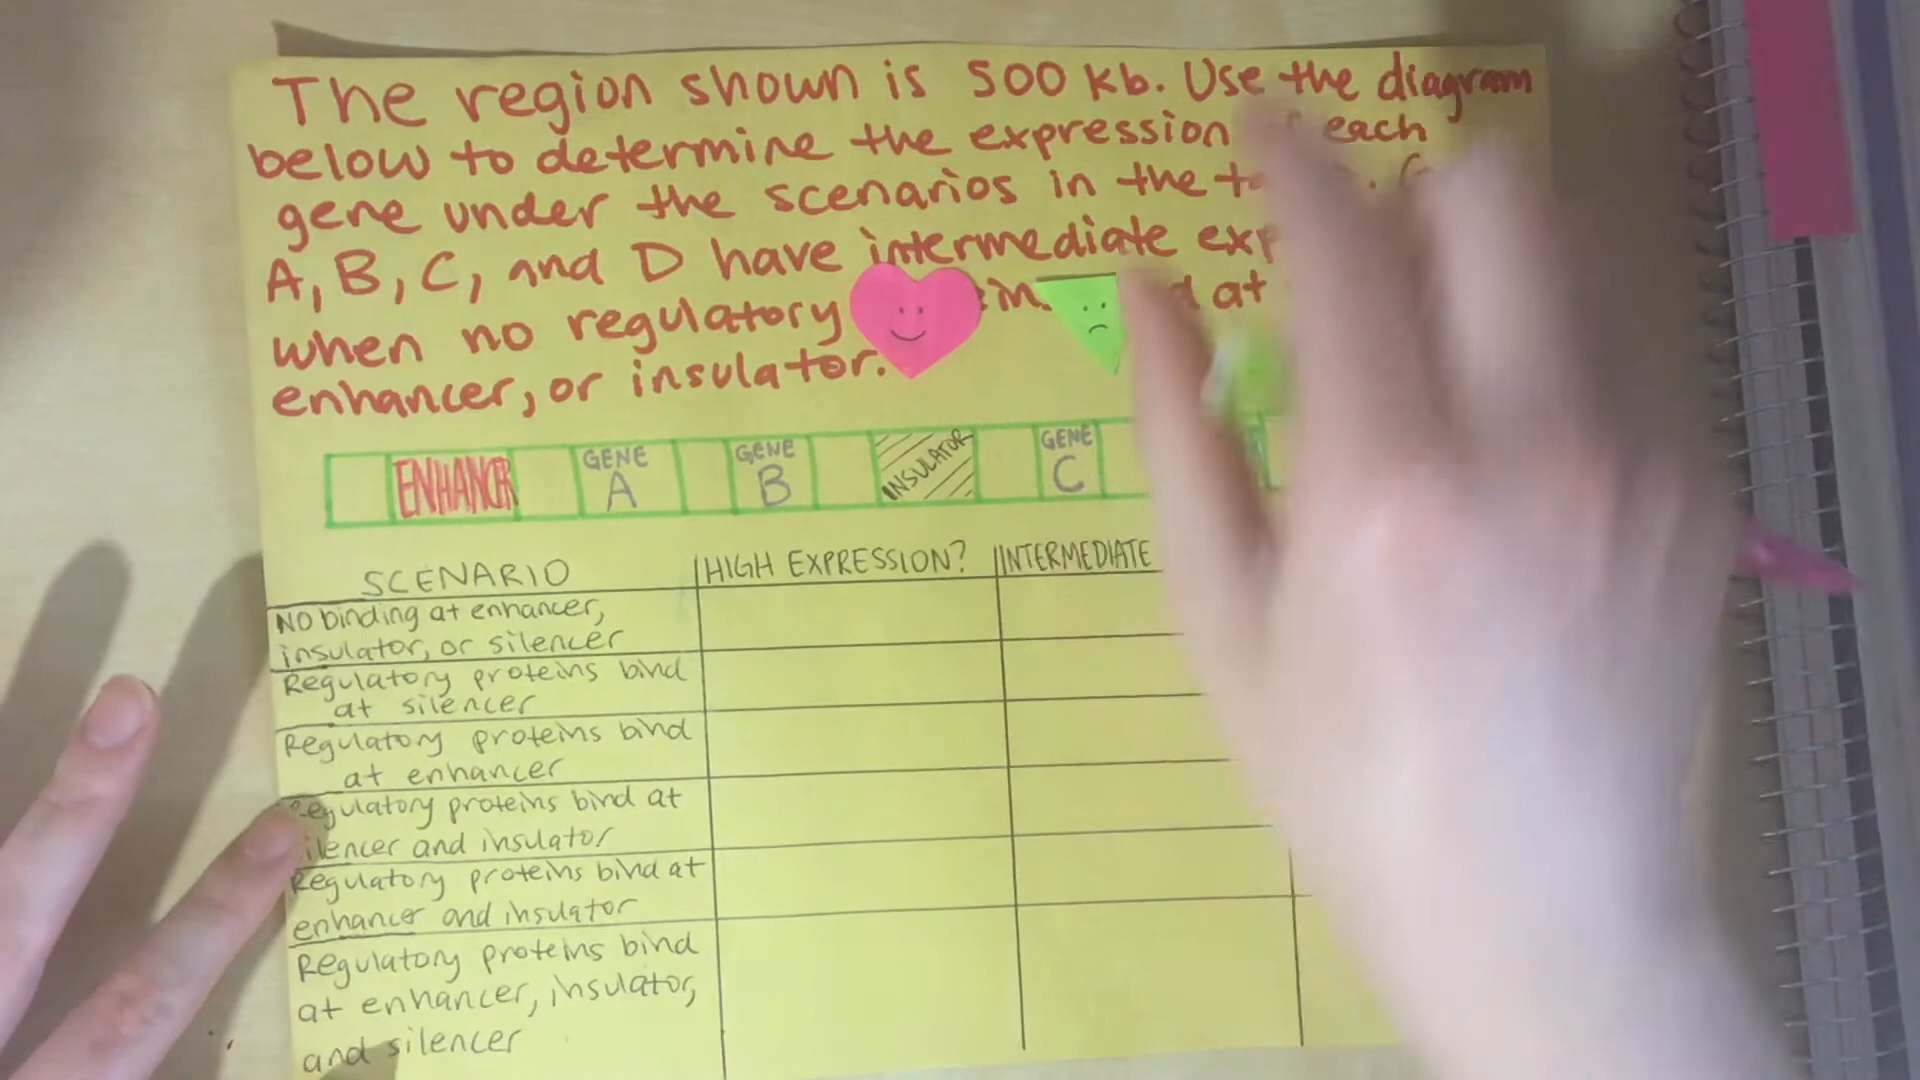 The region shown is 500 kb. Use the diagram
below to determine the expression each
gene under the scenarios in the
A, B, C, and D have intermediate
when no regulatory at
enhancer, or insulator.
ENHANCER GENE A GENE B INSULATOR GENE C
SCENARIO HIGH EXPRESSION? INTERMEDIATE
NO binding at enhancer,
insulator, or silencer
Regulatory proteins bind
at silencer
Regulatory proteins bind
at enhancer
Regulatory proteins bind at
silencer and insulator
Regulatory proteins bind at
enhancer and insulator
Regulatory proteins bind
at enhancer, insulator,
and silencer